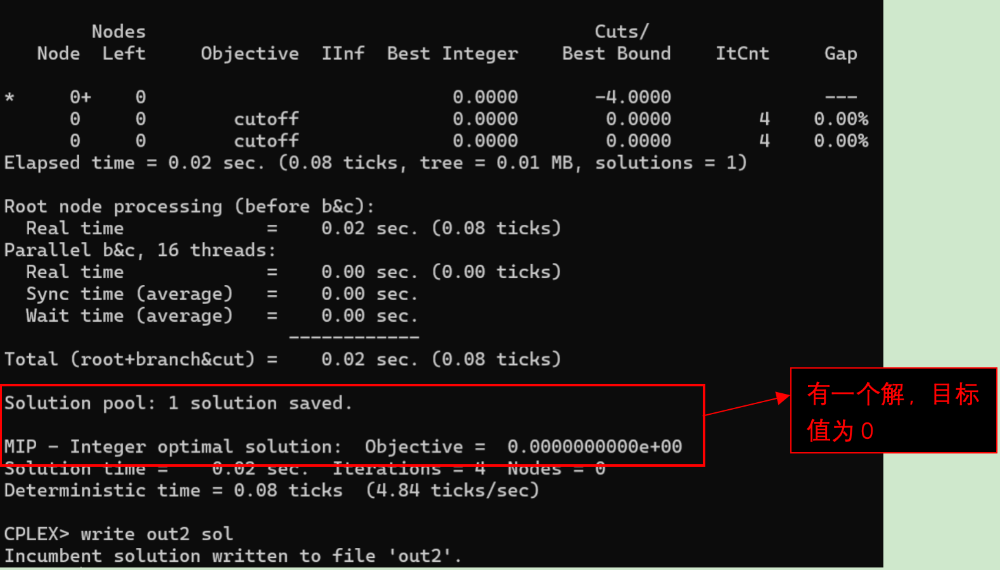 Nodes Cuts/
Node Left Objective IInf Best Integer Best Bound ItCnt Gap
* 0+ 0 0.0000 -4.0000 ---
0 0 cutoff 0.0000 0.0000 4 0.00%
0 0 cutoff 0.0000 0.0000 4 0.00%
Elapsed time = 0.02 sec. (0.08 ticks, tree = 0.01 MB, solutions = 1)
Root node processing (before b&c):
Real time = 0.02 sec. (0.08 ticks)
Parallel b&c, 16 threads:
Real time = 0.00 sec. (0.00 ticks)
Sync time (average) = 0.00 sec.
Wait time (average) = 0.00 sec.
------------
Total (root+branch&cut) = 0.02 sec. (0.08 ticks)
Solution pool: 1 solution saved.
MIP - Integer optimal solution: Objective = 0.0000000000e+00
Solution time = 0.02 sec. Iterations = 4 Nodes = 0
Deterministic time = 0.08 ticks (4.84 ticks/sec)
CPLEX> write out2 sol
Incumbent solution written to file 'out2'.
有一个解，目标
值为 0